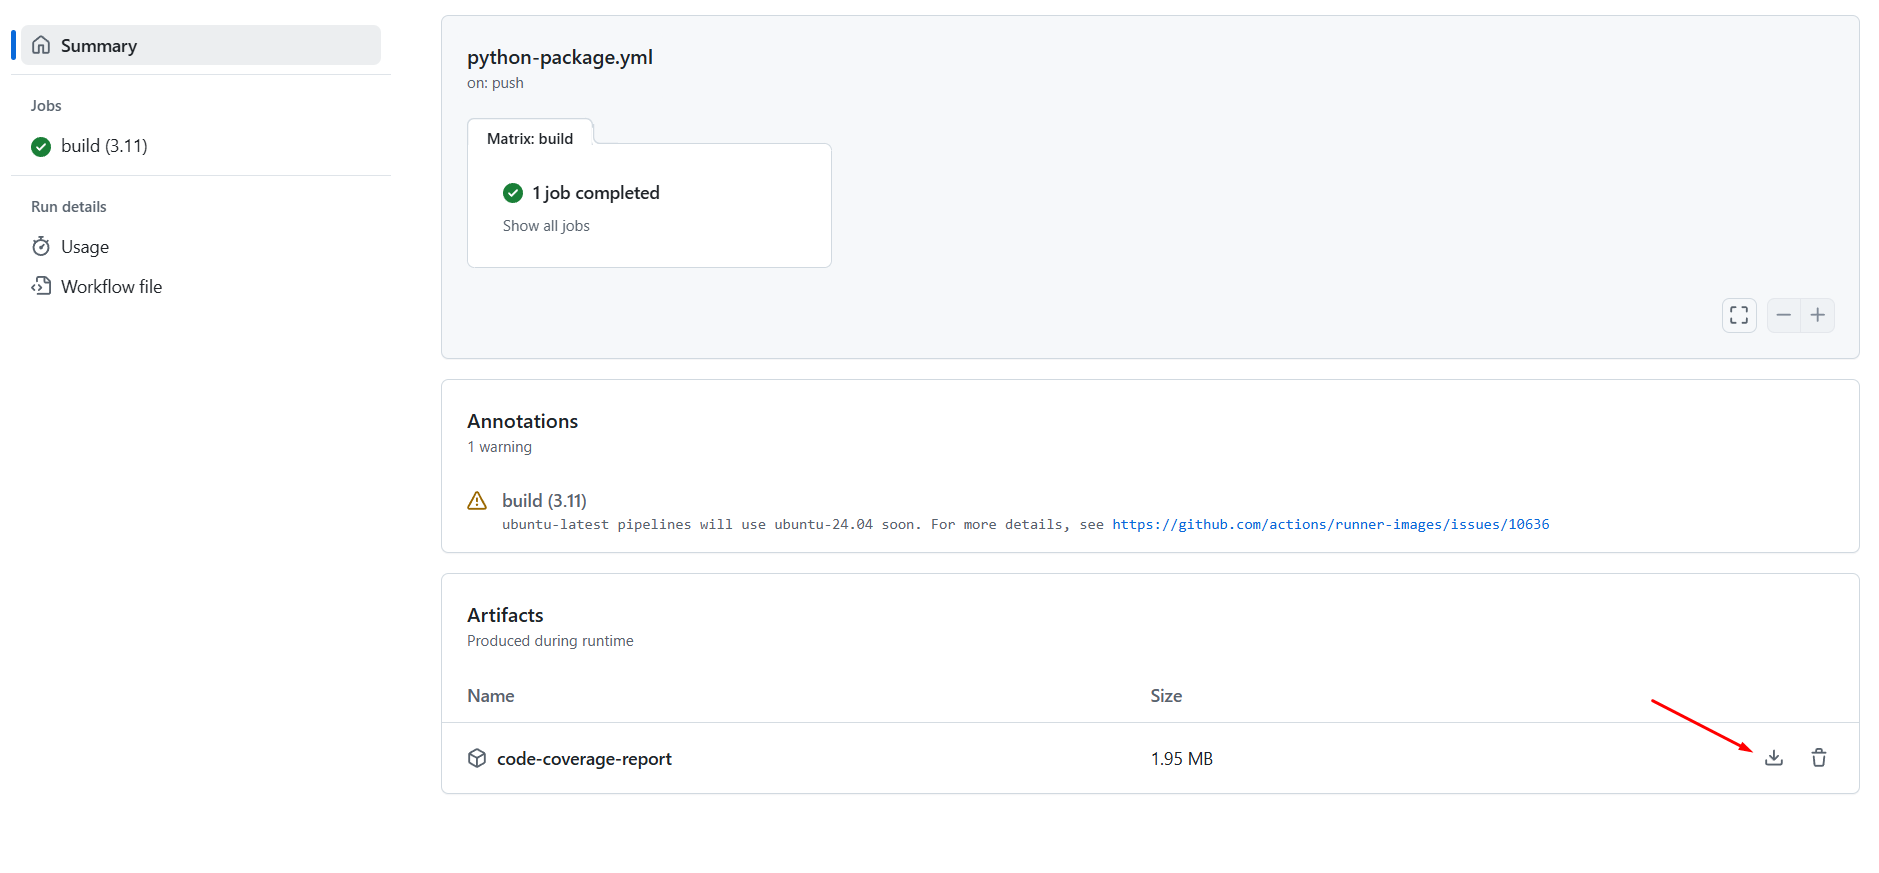 Summary
Jobs
build (3.11)
Run details
Usage
Workflow file
python-package.yml
on: push
Matrix: build
1 job completed
Show all jobs
Annotations
1 warning
build (3.11)
ubuntu-latest pipelines will use ubuntu-24.04 soon. For more details, see https://github.com/actions/runner-images/issues/10636
Artifacts
Produced during runtime
Name Size
code-coverage-report 1.95 MB